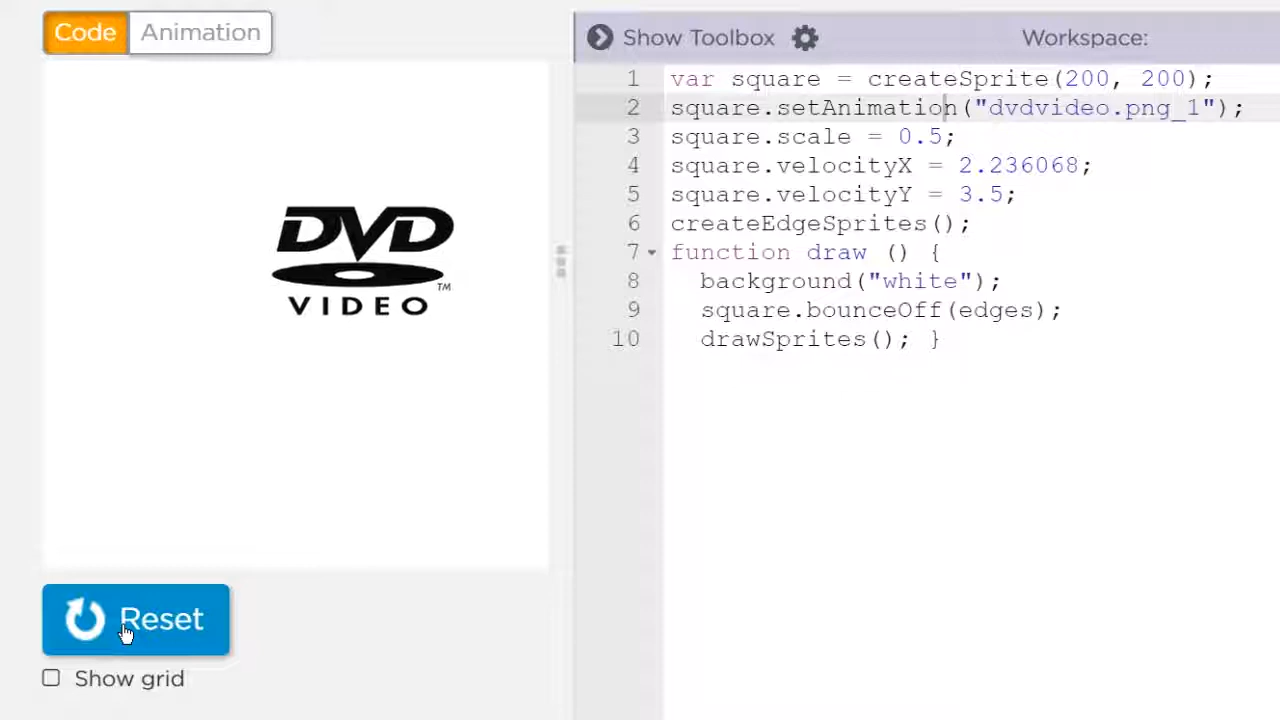 Code Animation
Show Toolbox Workspace:
1 var square = createSprite(200, 200);
2 square.setAnimation("dvdvideo.png_1");
3 square.scale = 0.5;
4 square.velocityX = 2.236068;
5 square.velocityY = 3.5;
6 createEdgeSprites();
7 function draw () {
8 background("white");
9 square.bounceOff(edges);
10 drawSprites(); }
DVD
TM
VIDEO
Reset
Show grid